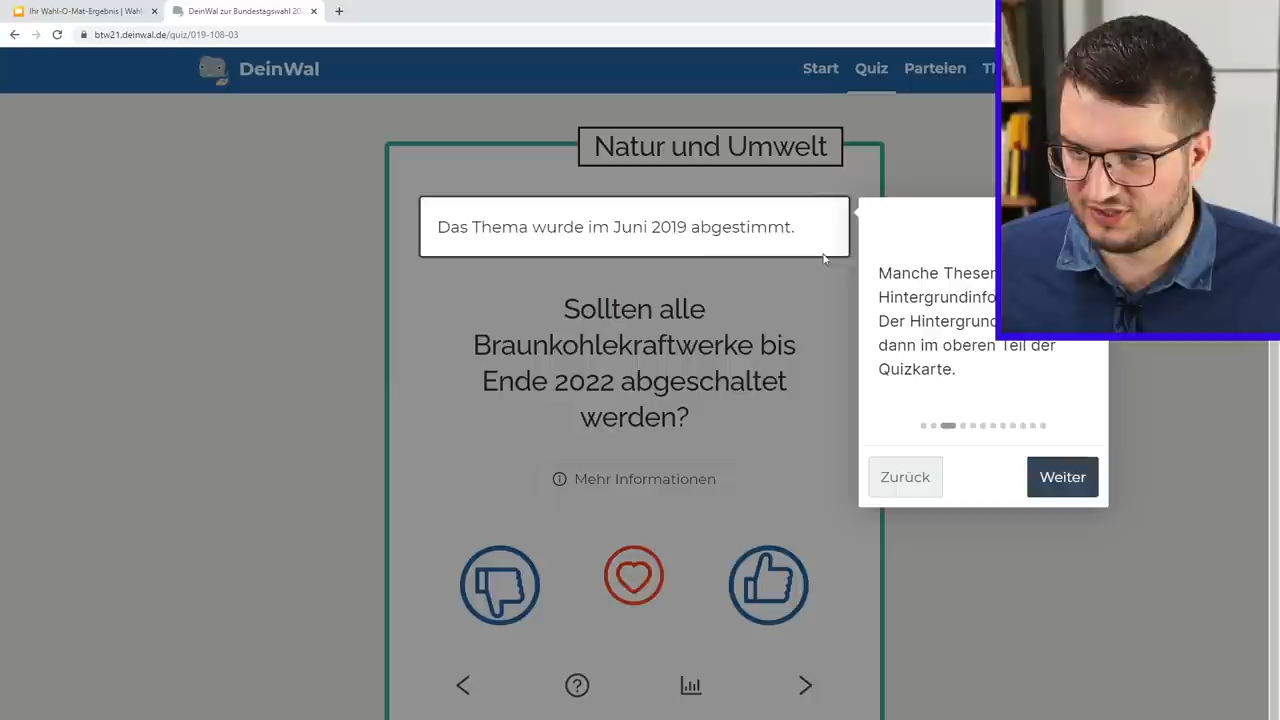 Ihr Wahl-O-Mat-Ergebnis | Wahl
DeinWal zur Bundestagswahl 202
btw21.deinwal.de/quiz/019-108-03
DeinWal
Start
Quiz
Parteien
Natur und Umwelt
Das Thema wurde im Juni 2019 abgestimmt.
Sollten alle
Braunkohlekraftwerke bis
Ende 2022 abgeschaltet
werden?
Mehr Informationen
Manche Thesen
Der
dann im oberen Teil der
Quizkarte.
Zurück
Weiter